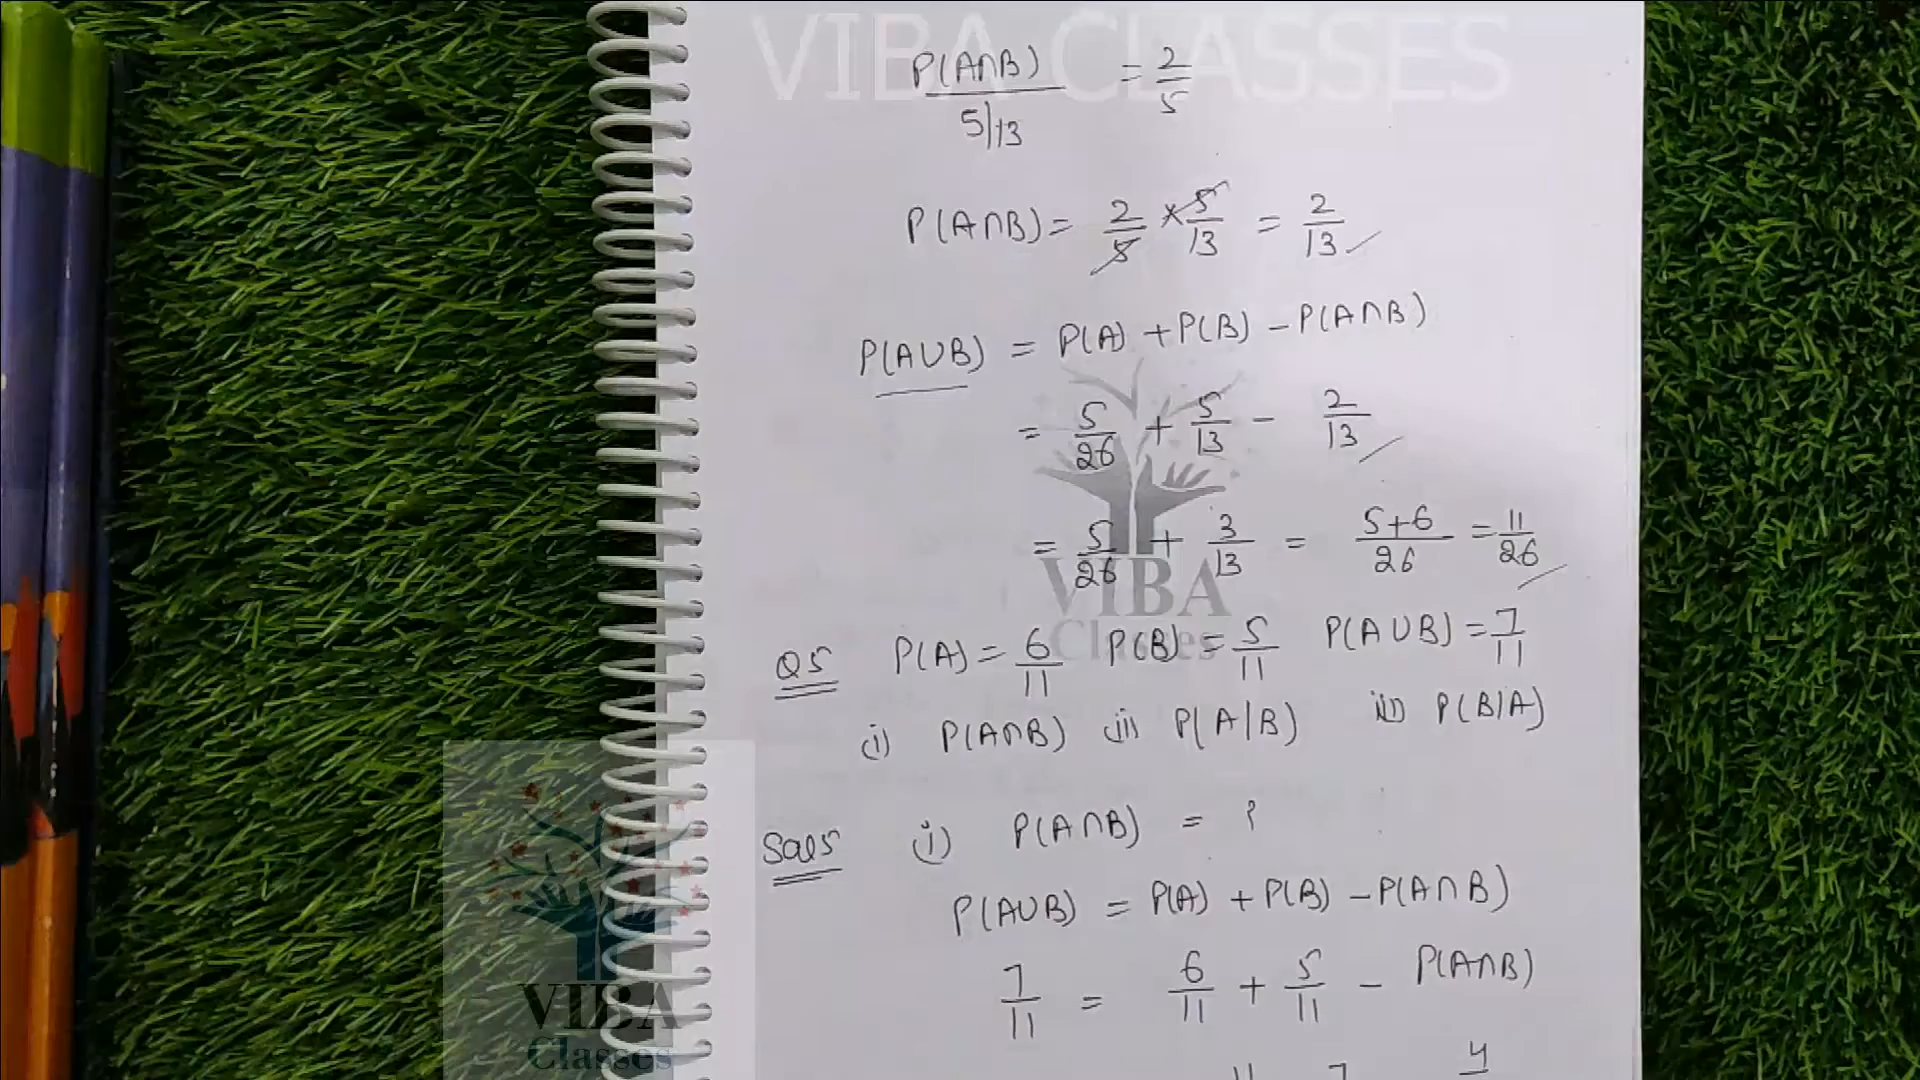 VIBA CLASSES
P(A∩B)/(5/13) = 2/5
P(A∩B) = 2/5 × 5/13 = 2/13
P(A∪B) = P(A) + P(B) - P(A∩B)
= 5/26 + 5/13 - 2/13
= 5/26 + 3/13 = (5+6)/26 = 11/26
VIBA
Classes
Q5 P(A) = 6/11 P(B) = 5/11 P(A∪B) = 7/11
(i) P(A∩B) (ii) P(A|B) (iii) P(B|A)
Sol5 (i) P(A∩B) = ?
P(A∪B) = P(A) + P(B) - P(A∩B)
7/11 = 6/11 + 5/11 - P(A∩B)
VIBA
Classes